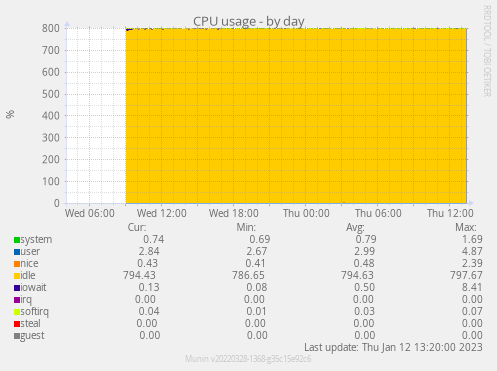 CPU usage - by day
RRDTOOL / TOBI OETIKER
%
800
700
600
500
400
300
200
100
0
Wed 06:00 Wed 12:00 Wed 18:00 Thu 00:00 Thu 06:00 Thu 12:00
Cur: Min: Avg: Max:
system 0.74 0.69 0.79 1.69
user 2.84 2.67 2.99 4.87
nice 0.43 0.41 0.48 2.39
idle 794.43 786.65 794.63 797.67
iowait 0.13 0.08 0.50 8.41
irq 0.00 0.00 0.00 0.00
softirq 0.04 0.01 0.03 0.07
steal 0.00 0.00 0.00 0.00
guest 0.00 0.00 0.00 0.00
Last update: Thu Jan 12 13:20:00 2023
Munin v20220328-1368-g35c15e92c6